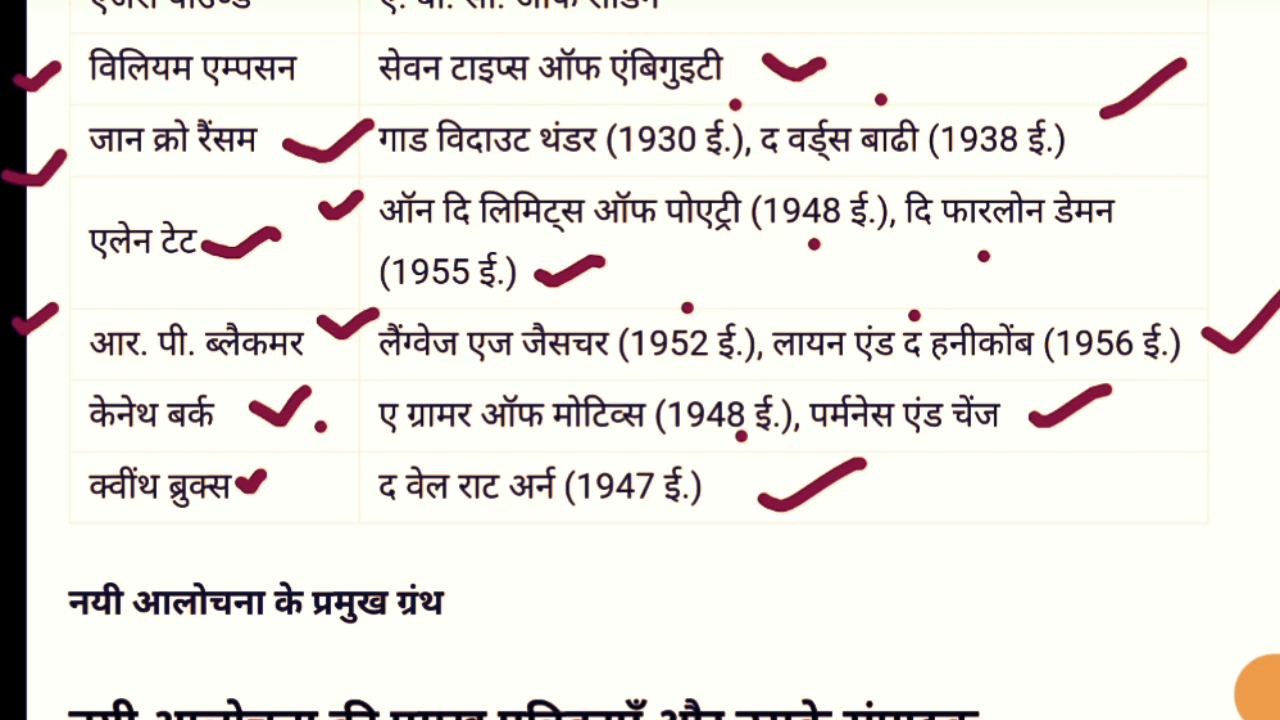 विलियम एम्पसन सेवन टाइप्स ऑफ एंबिगुइटी
जान क्रो रैंसम गाड विदाउट थंडर (1930 ई.), द वर्ड्स बाढी (1938 ई.)
एलेन टेट ऑन दि लिमिट्स ऑफ पोएट्री (1948 ई.), दि फारलोन डेमन
(1955 ई.)
आर. पी. ब्लैकमर लैंग्वेज एज जैसचर (1952 ई.), लायन एंड द हनीकोंब (1956 ई.)
केनेथ बर्क ए ग्रामर ऑफ मोटिव्स (1948 ई.), पर्मनेस एंड चेंज
क्वींथ ब्रुक्स द वेल राट अर्न (1947 ई.)
नयी आलोचना के प्रमुख ग्रंथ